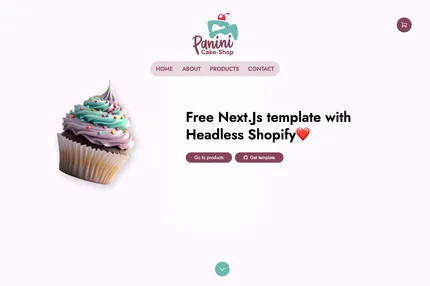 Panini
Cake-Shop
HOME ABOUT PRODUCTS CONTACT
Free Next.Js template with
Headless Shopify❤️
Go to products Get template